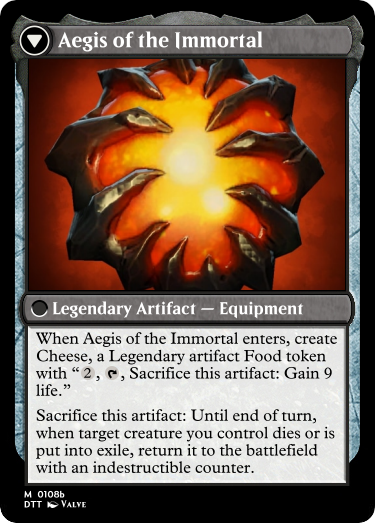 Aegis of the Immortal
Legendary Artifact — Equipment
When Aegis of the Immortal enters, create
Cheese, a Legendary artifact Food token
with “2, T, Sacrifice this artifact: Gain 9
life.”
Sacrifice this artifact: Until end of turn,
when target creature you control dies or is
put into exile, return it to the battlefield
with an indestructible counter.
M 0108b
DTT VALVE